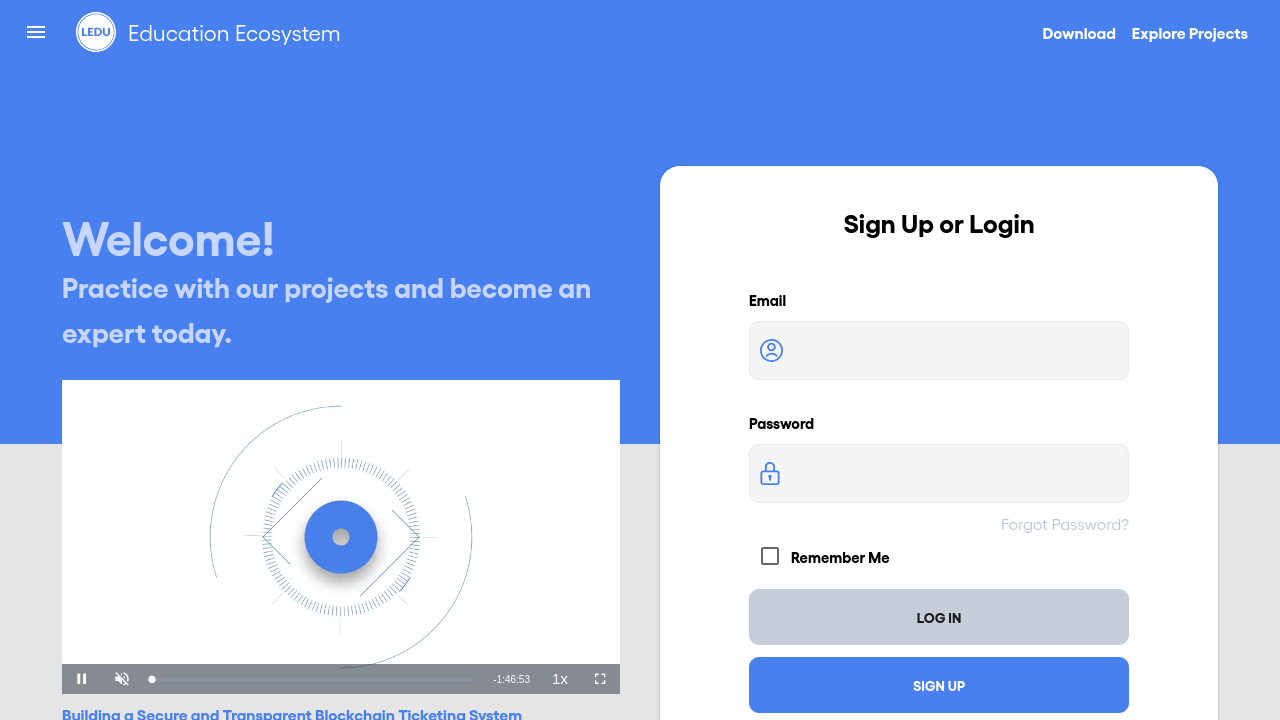 LEDU
Education Ecosystem
Download
Explore Projects
Welcome!
Practice with our projects and become an
expert today.
-1:46:53
1x
Building a Secure and Transparent Blockchain Ticketing System
Sign Up or Login
Email
Password
Forgot Password?
Remember Me
LOG IN
SIGN UP